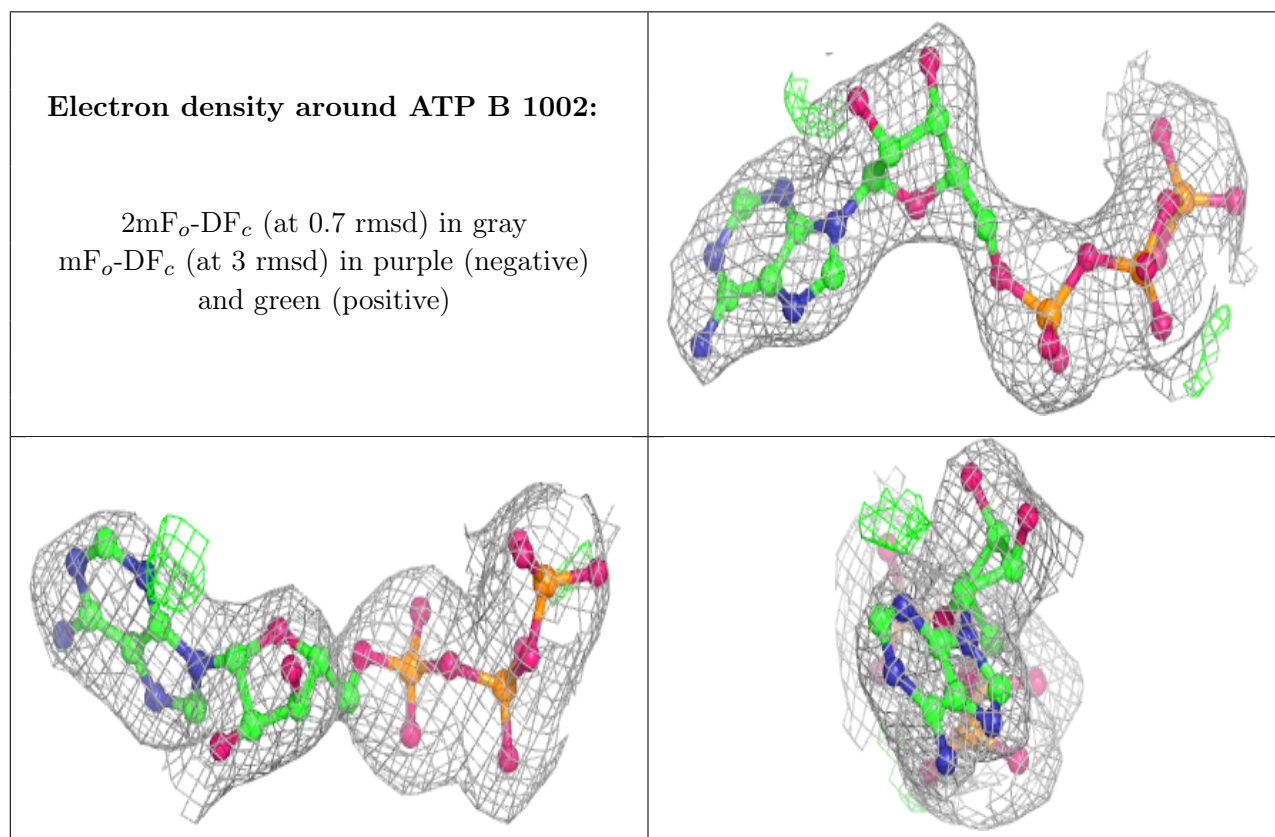 Electron density around ATP B 1002:
2mFo-DFc (at 0.7 rmsd) in gray
mFo-DFc (at 3 rmsd) in purple (negative)
and green (positive)